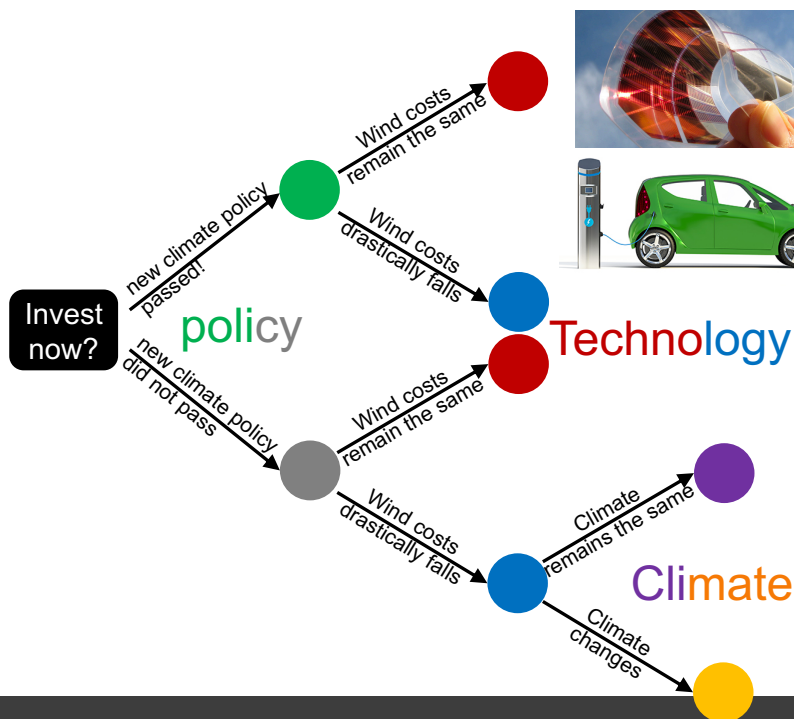 Wind costs
remain the same
new climate policy
passed!
Wind costs
drastically falls
Invest
now?
policy
Technology
new climate policy
did not pass
Wind costs
remain the same
Wind costs
drastically falls
Climate
remains the same
Climate
Climate
changes